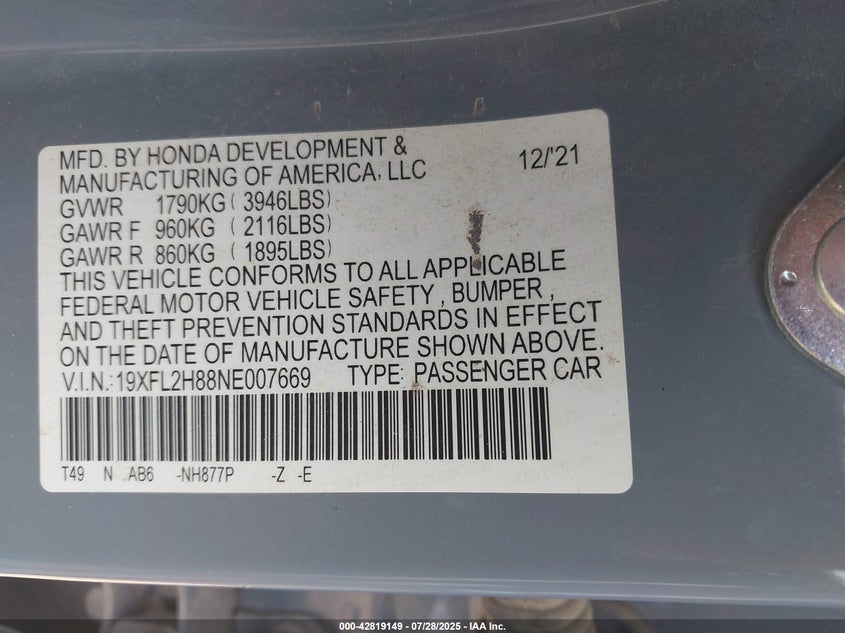 MFD. BY HONDA DEVELOPMENT &
MANUFACTURING OF AMERICA, LLC 12/'21
GVWR 1790KG ( 3946LBS)
GAWR F 960KG ( 2116LBS)
GAWR R 860KG ( 1895LBS)
THIS VEHICLE CONFORMS TO ALL APPLICABLE
FEDERAL MOTOR VEHICLE SAFETY , BUMPER ,
AND THEFT PREVENTION STANDARDS IN EFFECT
ON THE DATE OF MANUFACTURE SHOWN ABOVE.
V.I.N.: 19XFL2H88NE007669 TYPE: PASSENGER CAR
T49 N AB6 -NH877P -Z -E
000-42819149 - 07/28/2025 - IAA Inc.